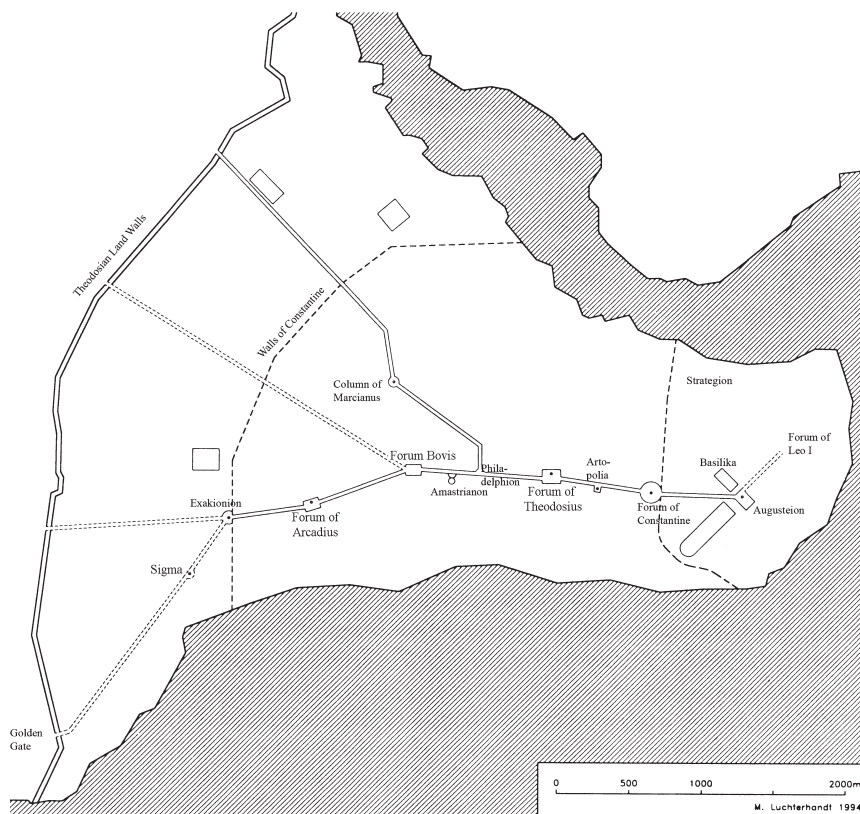 Theodosian Land Walls
Walls of Constantine
Strategion
Column of
Marcianus
Forum of
Leo I
Forum Bovis
Phila-
delphion
Arto-
polia
Basilika
Amastrianon
Forum of
Theodosius
Exakionion
Forum of
Arcadius
Forum of
Constantine
Augusteion
Sigma
Golden
Gate
0 500 1000 2000m
M. Luchterhandt 1994